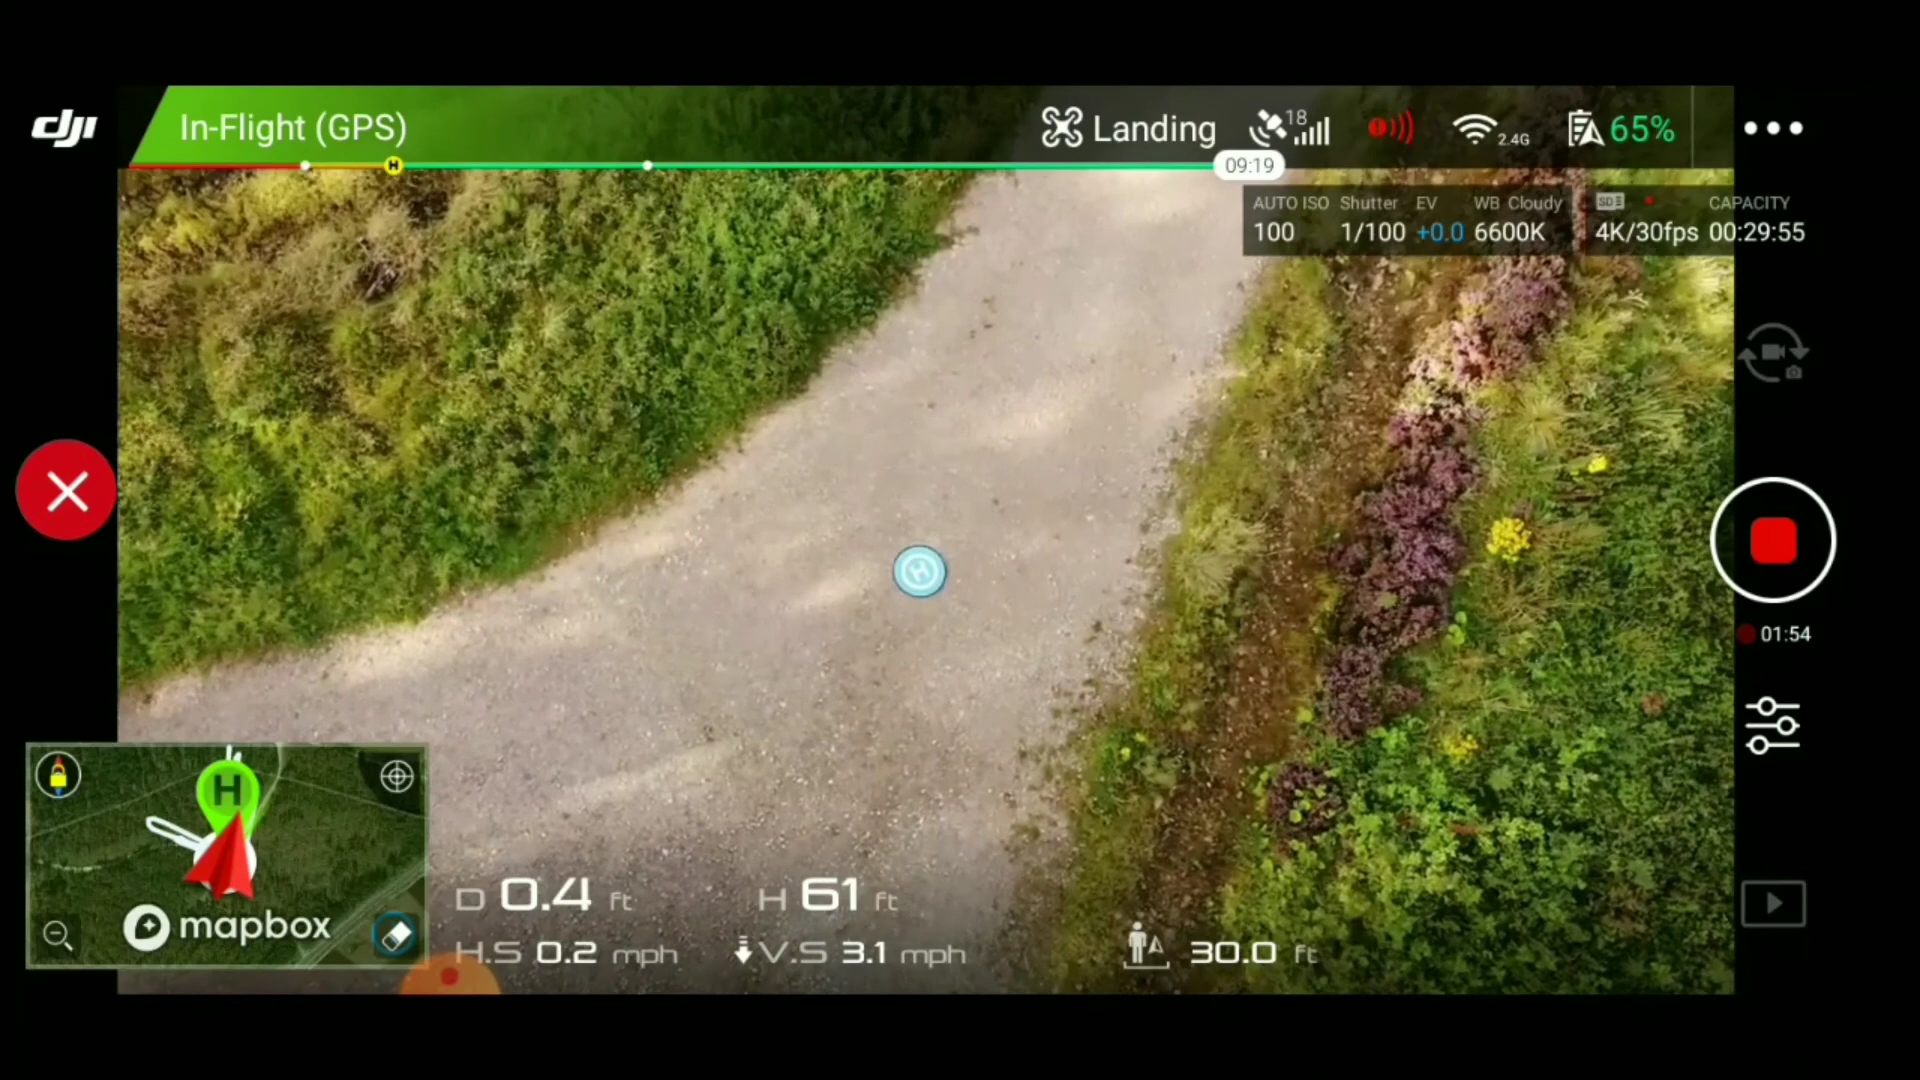 dji
In-Flight (GPS)
Landing
18
2.4G
65%
H
09:19
AUTO ISO Shutter EV WB Cloudy SD CAPACITY
100 1/100 +0.0 6600K 4K/30fps 00:29:55
H
01:54
H
mapbox
D 0.4 ft H 61 ft
H.S 0.2 mph V.S 3.1 mph 30.0 ft